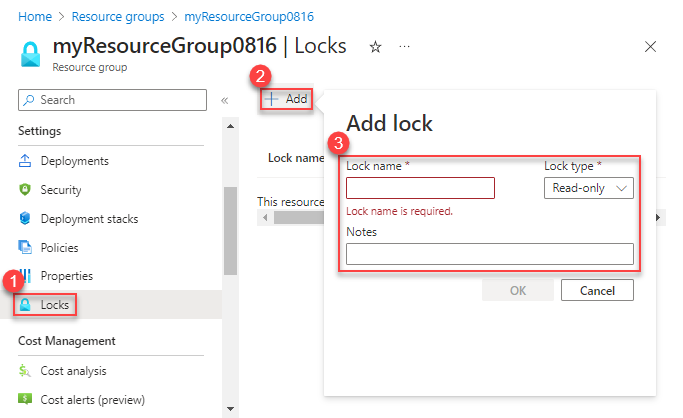 Home > Resource groups > myResourceGroup0816
myResourceGroup0816 | Locks
Resource group
Search
«
Settings
Deployments
Security
Deployment stacks
Policies
Properties
1
Locks
Cost Management
Cost analysis
Cost alerts (preview)
2
+ Add
Lock name
This resource
Add lock
3
Lock name * Lock type *
Read-only
Lock name is required.
Notes
OK Cancel